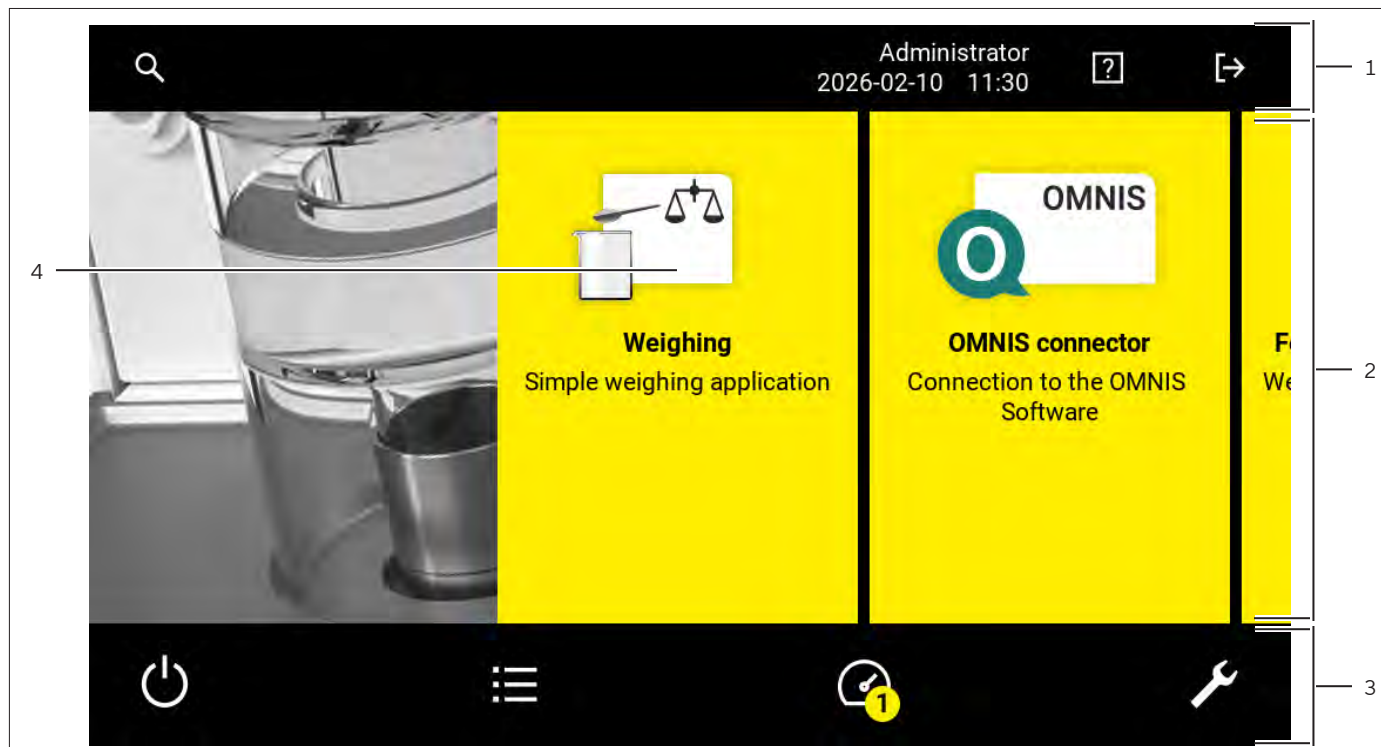 Administrator
2026-02-10 11:30
?
1
OMNIS
O
4
Weighing
Simple weighing application
OMNIS connector
Connection to the OMNIS
Software
F
We
2
1
3